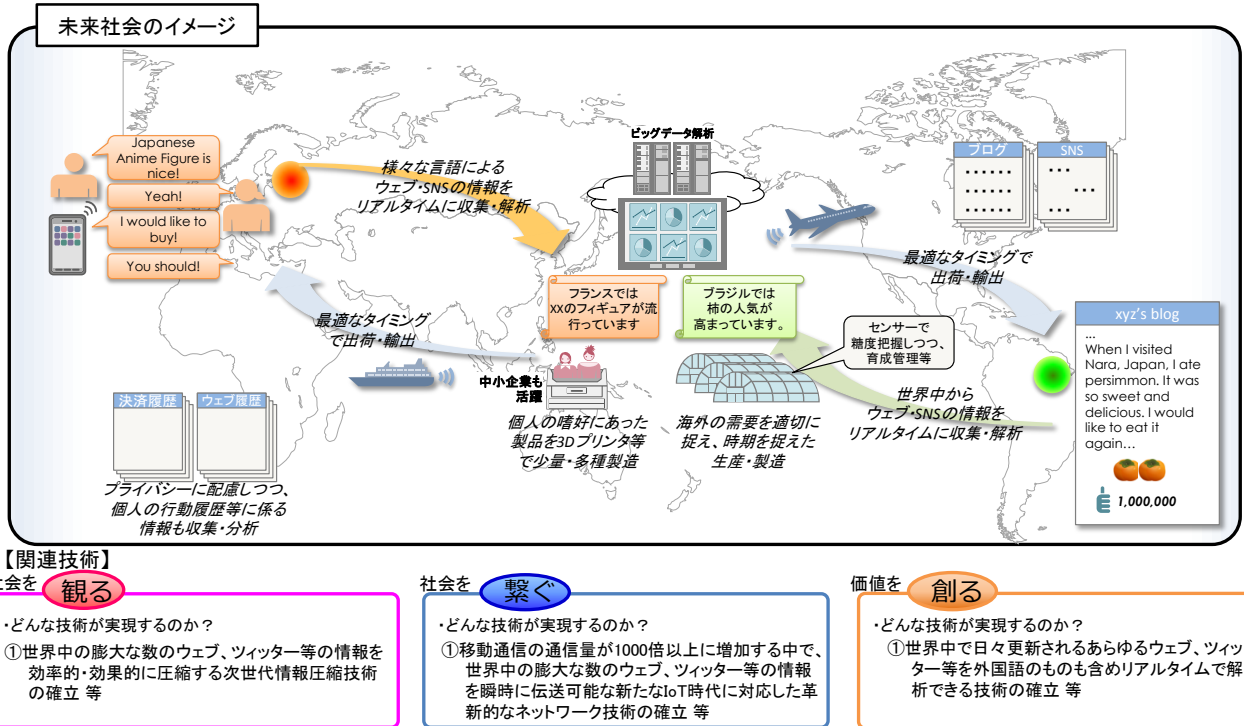 未来社会のイメージ
Japanese
Anime Figure is
nice!
Yeah!
I would like to
buy!
You should!
様々な言語による
ウェブ・SNSの情報を
リアルタイムに収集・解析
ビッグデータ解析
ブログ
SNS
最適なタイミングで
出荷・輸出
フランスでは
XXのフィギュアが流
行っています
ブラジルでは
柿の人気が
高まっています。
センサーで
糖度把握しつつ、
育成管理等
最適なタイミング
で出荷・輸出
中小企業も
活躍
個人の嗜好にあった
製品を3Dプリンタ等
で少量・多種製造
海外の需要を適切に
捉え、時期を捉えた
生産・製造
世界中から
ウェブ・SNSの情報を
リアルタイムに収集・解析
xyz's blog
...
When I visited
Nara, Japan, I ate
persimmon. It was
so sweet and
delicious. I would
like to eat it
again…
1,000,000
決済履歴
ウェブ履歴
プライバシーに配慮しつつ、
個人の行動履歴等に係る
情報も収集・分析
【関連技術】
会を 観る
・どんな技術が実現するのか？
①世界中の膨大な数のウェブ、ツィッター等の情報を
効率的・効果的に圧縮する次世代情報圧縮技術
の確立 等
社会を 繋ぐ
・どんな技術が実現するのか？
①移動通信の通信量が1000倍以上に増加する中で、
世界中の膨大な数のウェブ、ツィッター等の情報
を瞬時に伝送可能な新たなIoT時代に対応した革
新的なネットワーク技術の確立 等
価値を 創る
・どんな技術が実現するのか？
①世界中で日々更新されるあらゆるウェブ、ツィッ
ター等を外国語のものも含めリアルタイムで解
析できる技術の確立 等